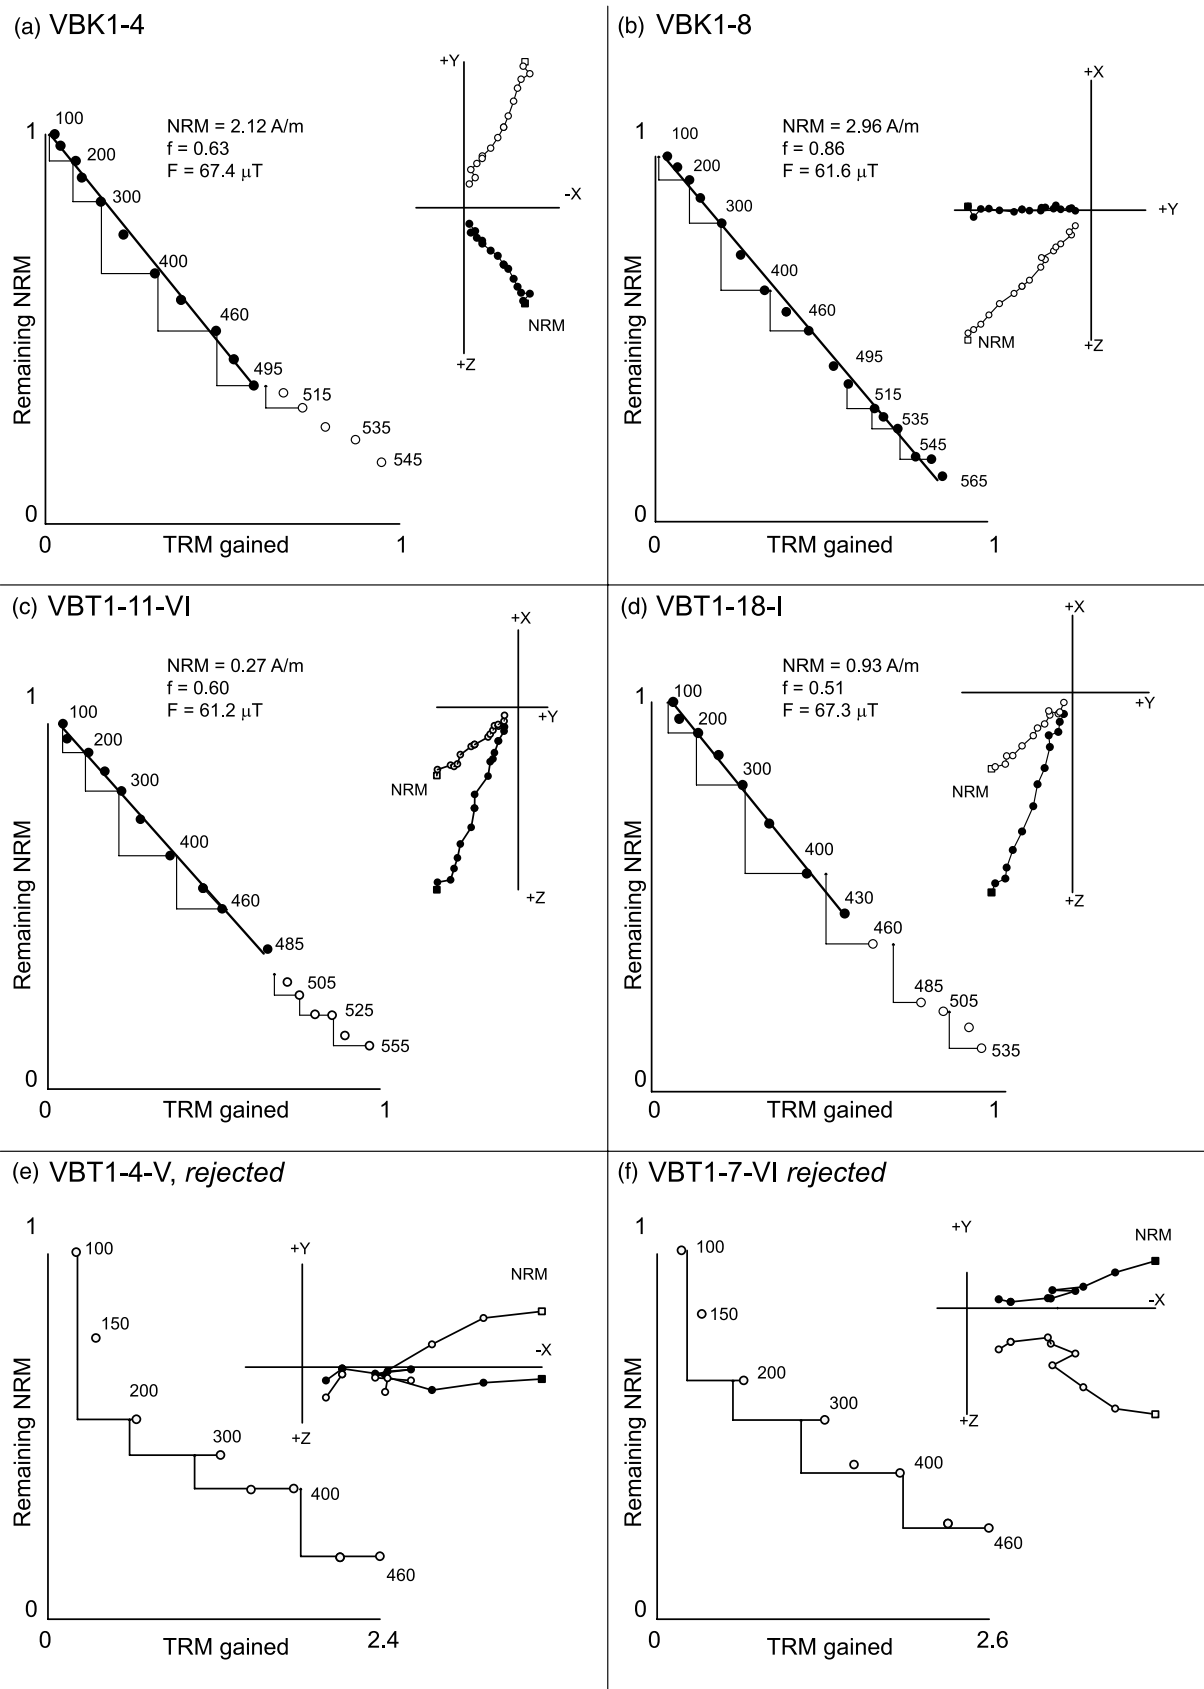 (a) VBK1-4
NRM = 2.12 A/m
f = 0.63
F = 67.4 µT
1
100
200
300
400
460
495
515
535
545
0
0
TRM gained
1
Remaining NRM
+Y
-X
NRM
+Z
(b) VBK1-8
NRM = 2.96 A/m
f = 0.86
F = 61.6 µT
1
100
200
300
400
460
495
515
535
545
565
0
0
TRM gained
1
Remaining NRM
+X
+Y
NRM
+Z
(c) VBT1-11-VI
NRM = 0.27 A/m
f = 0.60
F = 61.2 µT
1
100
200
300
400
460
485
505
525
555
0
0
TRM gained
1
Remaining NRM
+X
+Y
NRM
+Z
(d) VBT1-18-I
NRM = 0.93 A/m
f = 0.51
F = 67.3 µT
1
100
200
300
400
430
460
485
505
535
0
0
TRM gained
1
Remaining NRM
+X
+Y
NRM
+Z
(e) VBT1-4-V, rejected
1
100
150
200
300
400
460
0
0
TRM gained
2.4
Remaining NRM
+Y
NRM
-X
+Z
(f) VBT1-7-VI rejected
1
100
150
200
300
400
460
0
0
TRM gained
2.6
Remaining NRM
+Y
NRM
-X
+Z